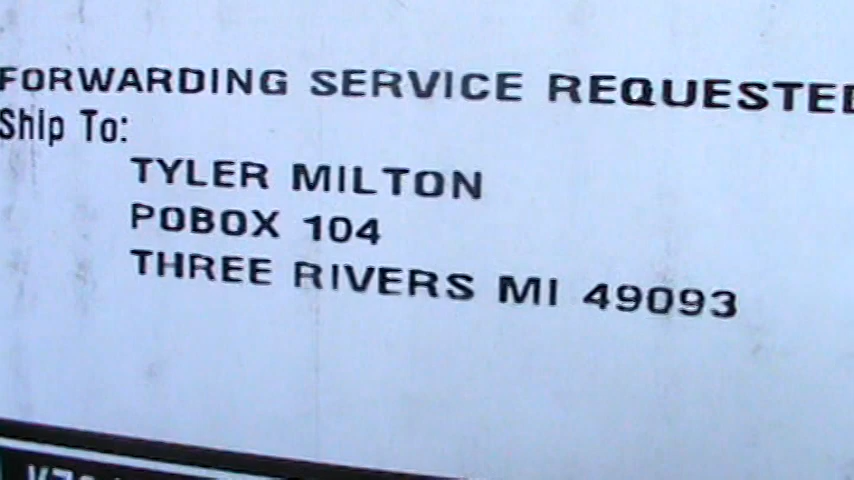 FORWARDING SERVICE REQUESTED
Ship To:
TYLER MILTON
POBOX 104
THREE RIVERS MI 49093